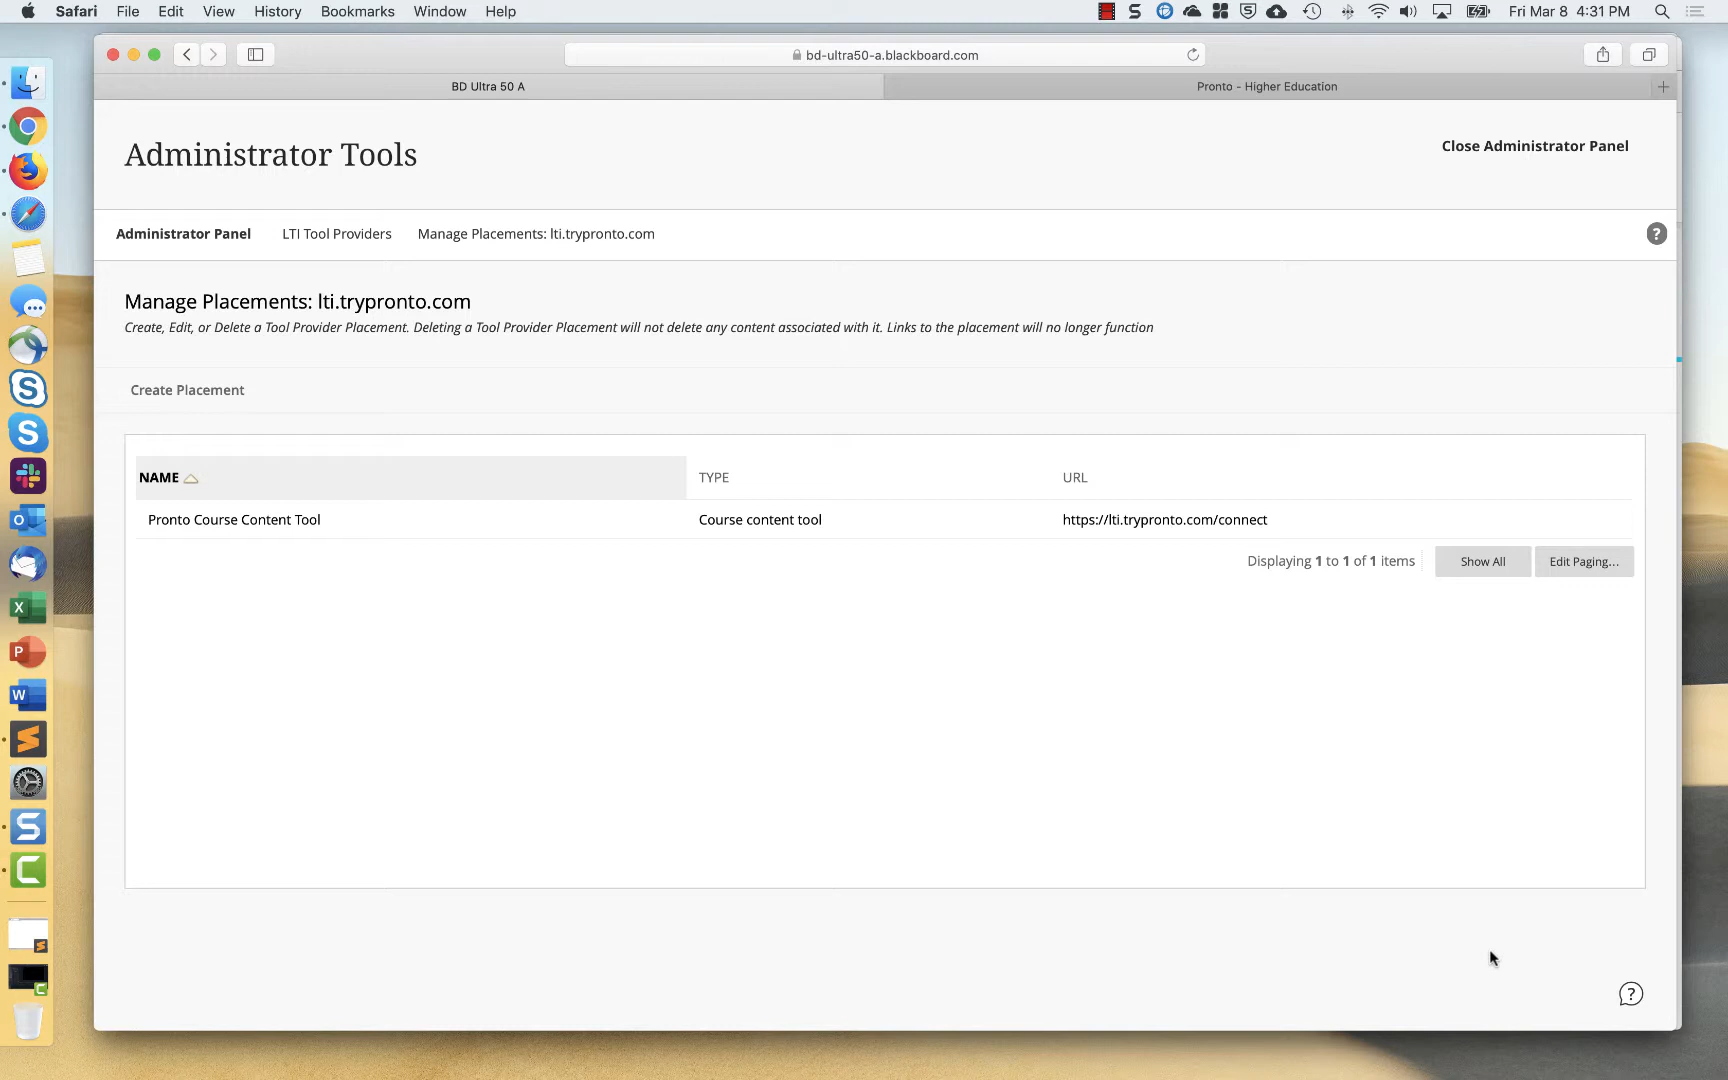 Safari File Edit View History Bookmarks Window Help Fri Mar 8 4:31 PM
bd-ultra50-a.blackboard.com
BD Ultra 50 A Pronto - Higher Education
Administrator Tools
Close Administrator Panel
Administrator Panel LTI Tool Providers Manage Placements: lti.trypronto.com
Manage Placements: lti.trypronto.com
Create, Edit, or Delete a Tool Provider Placement. Deleting a Tool Provider Placement will not delete any content associated with it. Links to the placement will no longer function
Create Placement
NAME TYPE URL
Pronto Course Content Tool Course content tool https://lti.trypronto.com/connect
Displaying 1 to 1 of 1 items Show All Edit Paging...